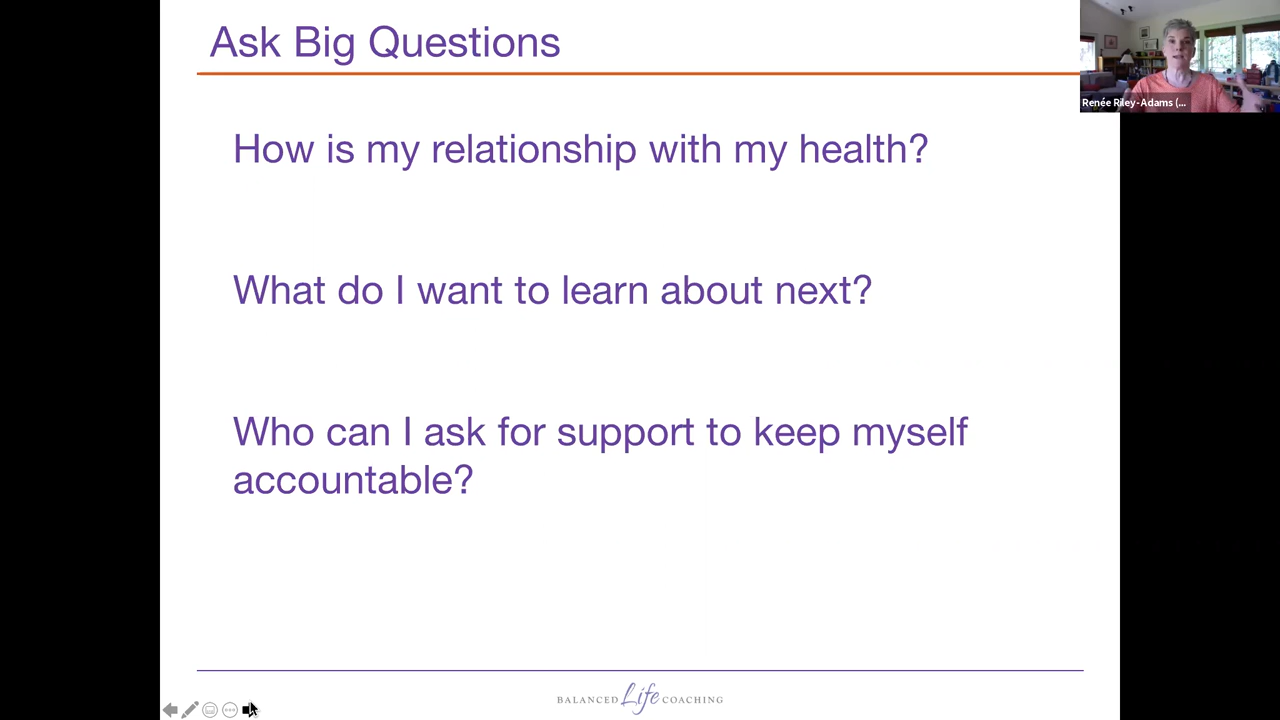 Ask Big Questions
Renée Riley-Adams (...
How is my relationship with my health?
What do I want to learn about next?
Who can I ask for support to keep myself
accountable?
BALANCED Life COACHING